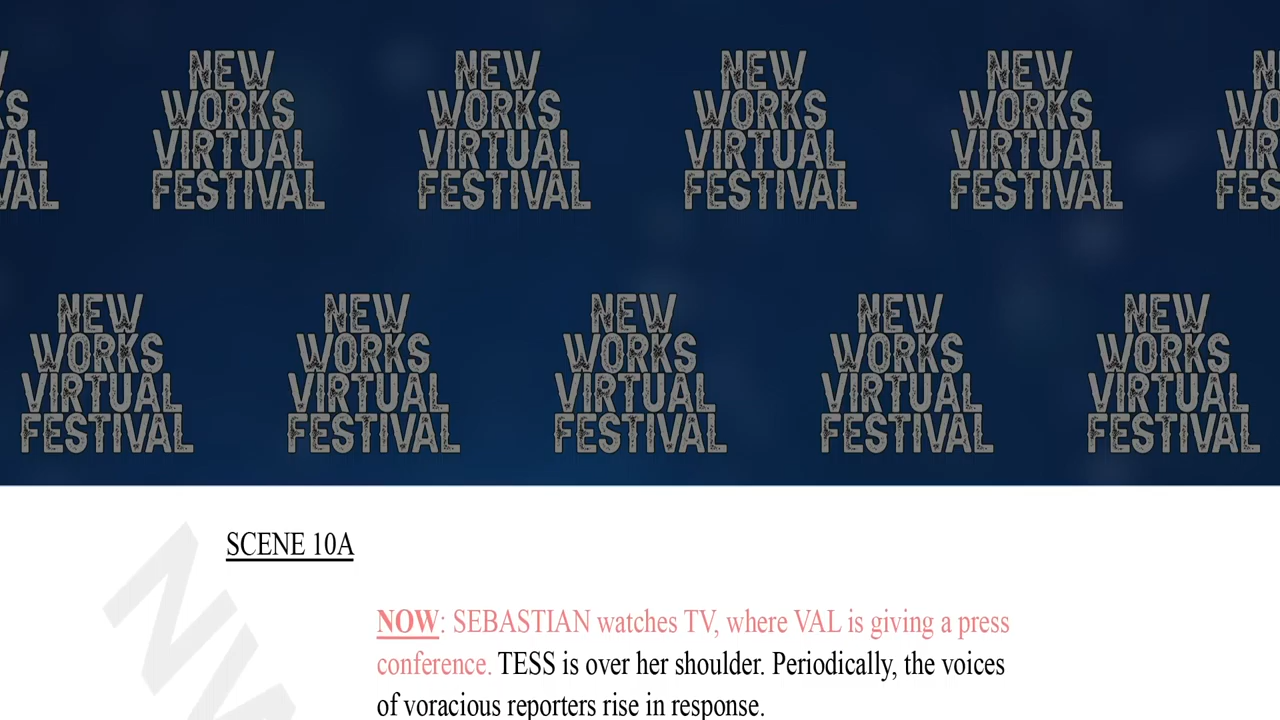 NEW
WORKS
VIRTUAL
FESTIVAL
NEW
WORKS
VIRTUAL
FESTIVAL
NEW
WORKS
VIRTUAL
FESTIVAL
NEW
WORKS
VIRTUAL
FESTIVAL
NEW
WORKS
VIRTUAL
FESTIVAL
NEW
WORKS
VIRTUAL
FESTIVAL
NEW
WORKS
VIRTUAL
FESTIVAL
NEW
WORKS
VIRTUAL
FESTIVAL
NEW
WORKS
VIRTUAL
FESTIVAL
SCENE 10A
NOW: SEBASTIAN watches TV, where VAL is giving a press
conference. TESS is over her shoulder. Periodically, the voices
of voracious reporters rise in response.